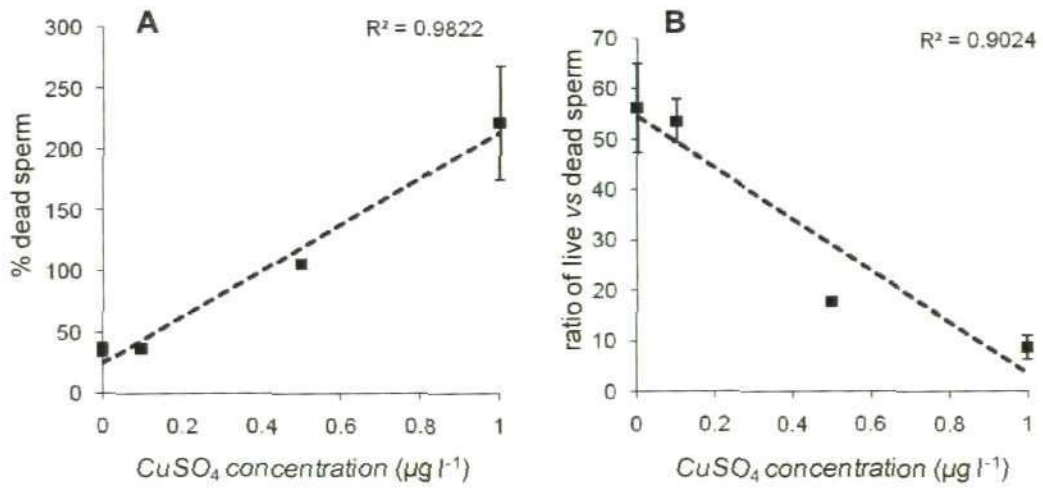 A
R² = 0.9822
% dead sperm
300
250
200
150
100
50
0
0 0.2 0.4 0.6 0.8 1
CuSO₄ concentration (µg l⁻¹)
B
R² = 0.9024
ratio of live vs dead sperm
70
60
50
40
30
20
10
0
0 0.2 0.4 0.6 0.8 1
CuSO₄ concentration (µg l⁻¹)